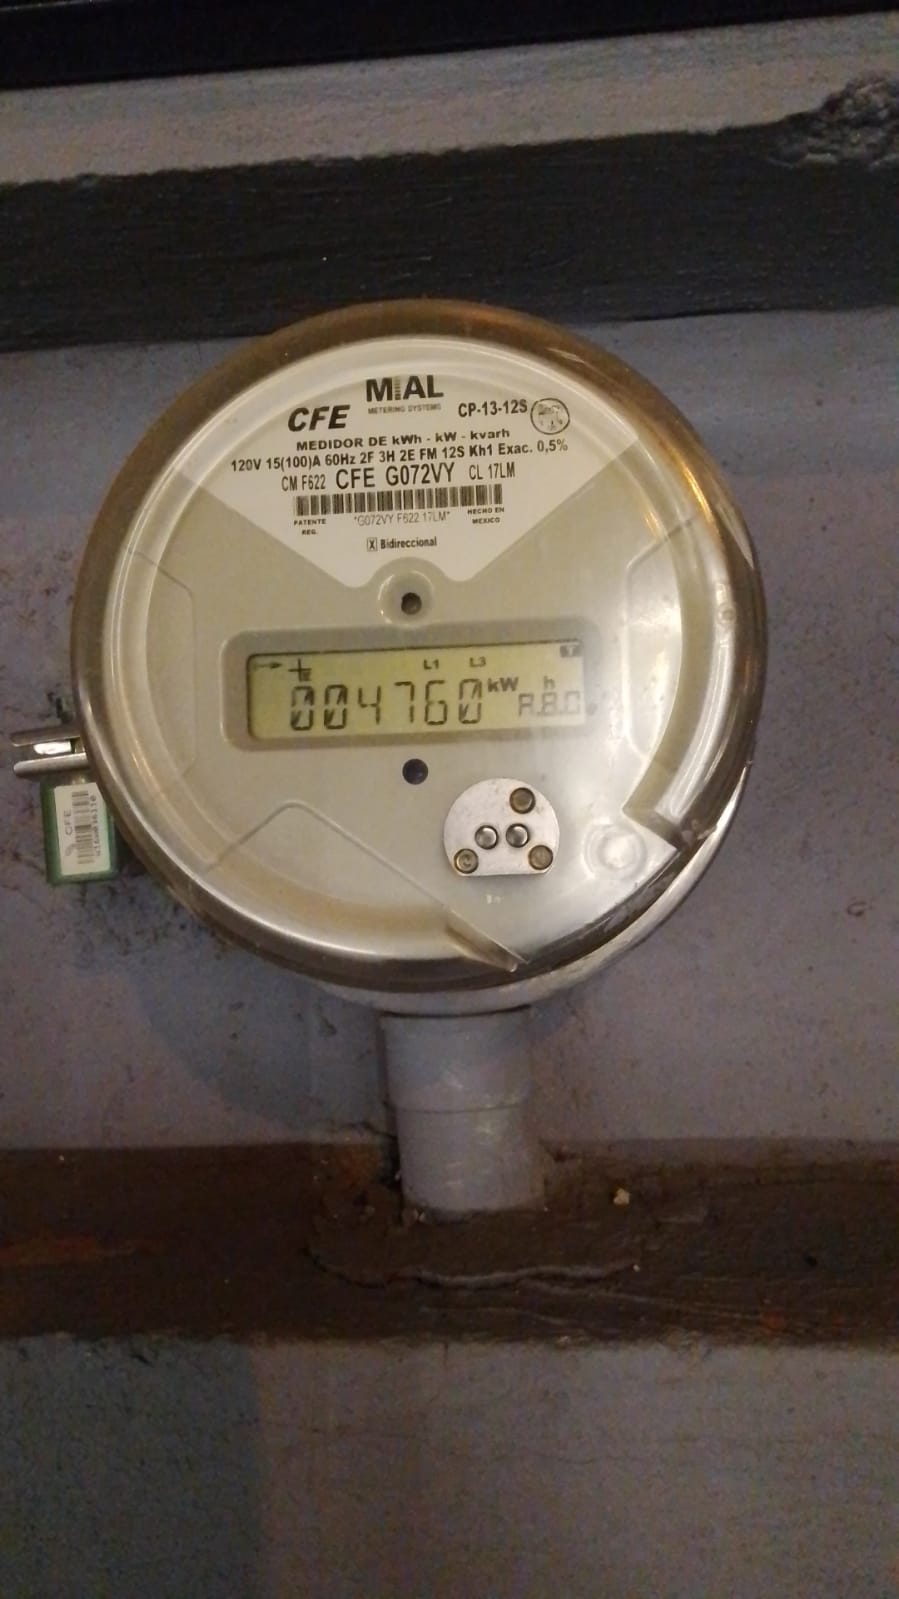 MIAL
METERING SYSTEMS
CFE
CP-13-12S
MEDIDOR DE kWh - kW - kvarh
120V 15(100)A 60Hz 2F 3H 2E FM 12S Kh1 Exac. 0,5%
CM F622 CFE G072VY CL 17LM
PATENTE REG.
*G072VY F622 17LM*
HECHO EN MEXICO
X Bidireccional
L1 L3
004760 kW h
CFE